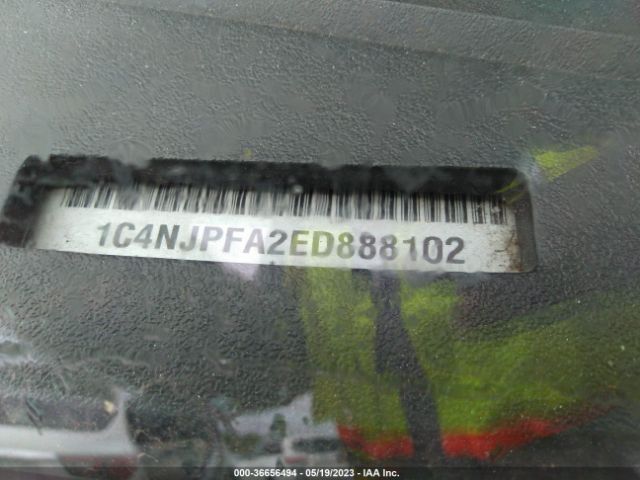 1C4NJPFA2ED888102
000-36656494 - 05/19/2023 - IAA Inc.